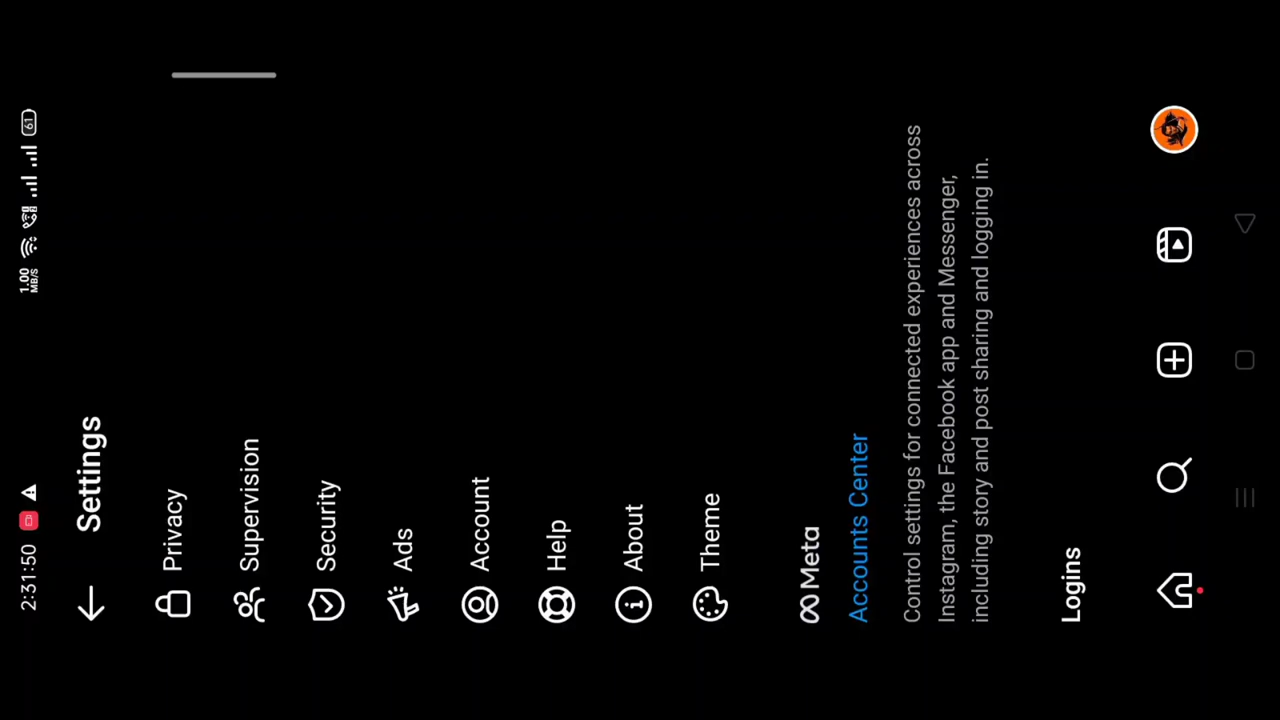 2:31:50
1.00
MB/S
61
Settings
Privacy
Supervision
Security
Ads
Account
Help
About
Theme
Meta
Accounts Center
Control settings for connected experiences across
Instagram, the Facebook app and Messenger,
including story and post sharing and logging in.
Logins